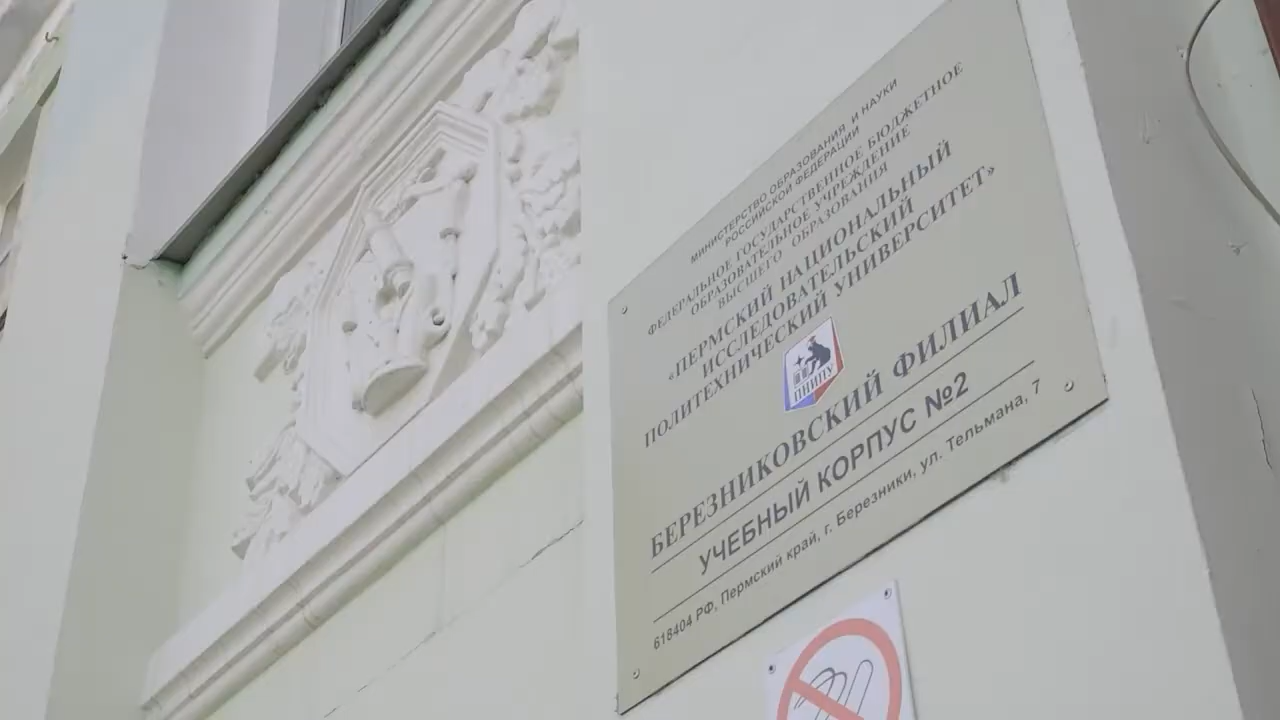 МИНИСТЕРСТВО ОБРАЗОВАНИЯ И НАУКИ
РОССИЙСКОЙ ФЕДЕРАЦИИ
ФЕДЕРАЛЬНОЕ ГОСУДАРСТВЕННОЕ БЮДЖЕТНОЕ
ОБРАЗОВАТЕЛЬНОЕ УЧРЕЖДЕНИЕ
ВЫСШЕГО ОБРАЗОВАНИЯ
«ПЕРМСКИЙ НАЦИОНАЛЬНЫЙ
ИССЛЕДОВАТЕЛЬСКИЙ
ПОЛИТЕХНИЧЕСКИЙ УНИВЕРСИТЕТ»
ПНИПУ
БЕРЕЗНИКОВСКИЙ ФИЛИАЛ
УЧЕБНЫЙ КОРПУС №2
618404 РФ, Пермский край, г. Березники, ул. Тельмана, 7